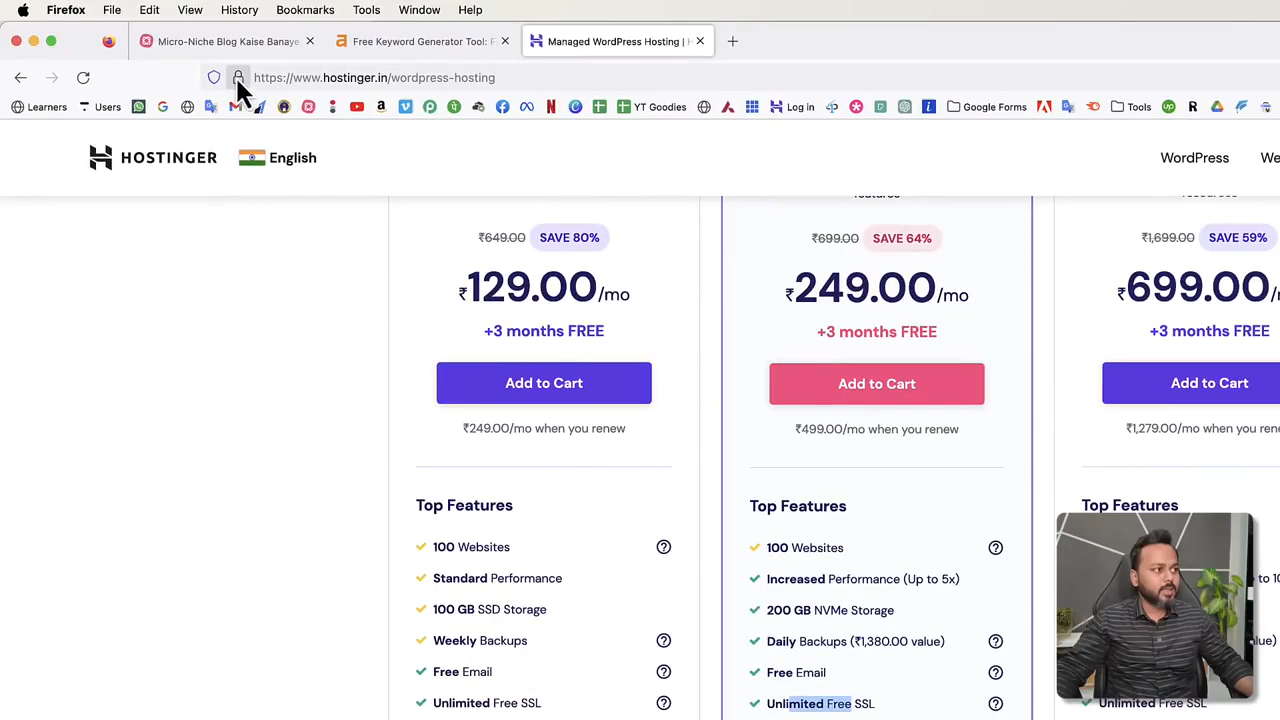 Firefox File Edit View History Bookmarks Tools Window Help
Micro-Niche Blog Kaise Banaye
Free Keyword Generator Tool: F
Managed WordPress Hosting | H
https://www.hostinger.in/wordpress-hosting
Learners Users YT Goodies Log in Google Forms Tools
HOSTINGER English WordPress We
features
₹649.00 SAVE 80%
₹129.00/mo
+3 months FREE
Add to Cart
₹249.00/mo when you renew
Top Features
100 Websites
Standard Performance
100 GB SSD Storage
Weekly Backups
Free Email
Unlimited Free SSL
₹699.00 SAVE 64%
₹249.00/mo
+3 months FREE
Add to Cart
₹499.00/mo when you renew
Top Features
100 Websites
Increased Performance (Up to 5x)
200 GB NVMe Storage
Daily Backups (₹1,380.00 value)
Free Email
Unlimited Free SSL
₹1,699.00 SAVE 59%
₹699.00/
+3 months FREE
Add to Cart
₹1,279.00/mo when you rene
Top Features
to 10
lue)
Unlimited Free SSL